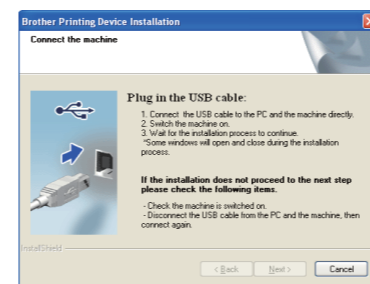 Brother Printing Device Installation
Connect the machine
Plug in the USB cable:
1. Connect the USB cable to the PC and the machine directly.
2. Switch the machine on.
3. Wait for the installation process to continue.
*Some windows will open and close during the installation
process.
If the installation does not proceed to the next step
please check the following items.
- Check the machine is switched on.
- Disconnect the USB cable from the PC and the machine, then
connect again.
InstallShield
< Back Next > Cancel